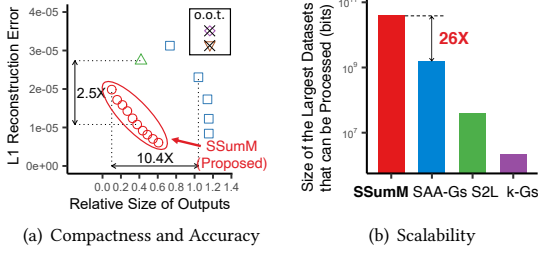 4e-05
3e-05
2e-05
1e-05
0e+00
L1 Reconstruction Error
o.o.t.
2.5X
10.4X
SSumM
(Proposed)
0.0 0.2 0.4 0.6 0.8 1.0 1.2 1.4
Relative Size of Outputs
(a) Compactness and Accuracy
Size of the Largest Datasets
that can be Processed (bits)
10¹¹
10⁹
10⁷
26X
SSumM SAA-Gs S2L k-Gs
(b) Scalability